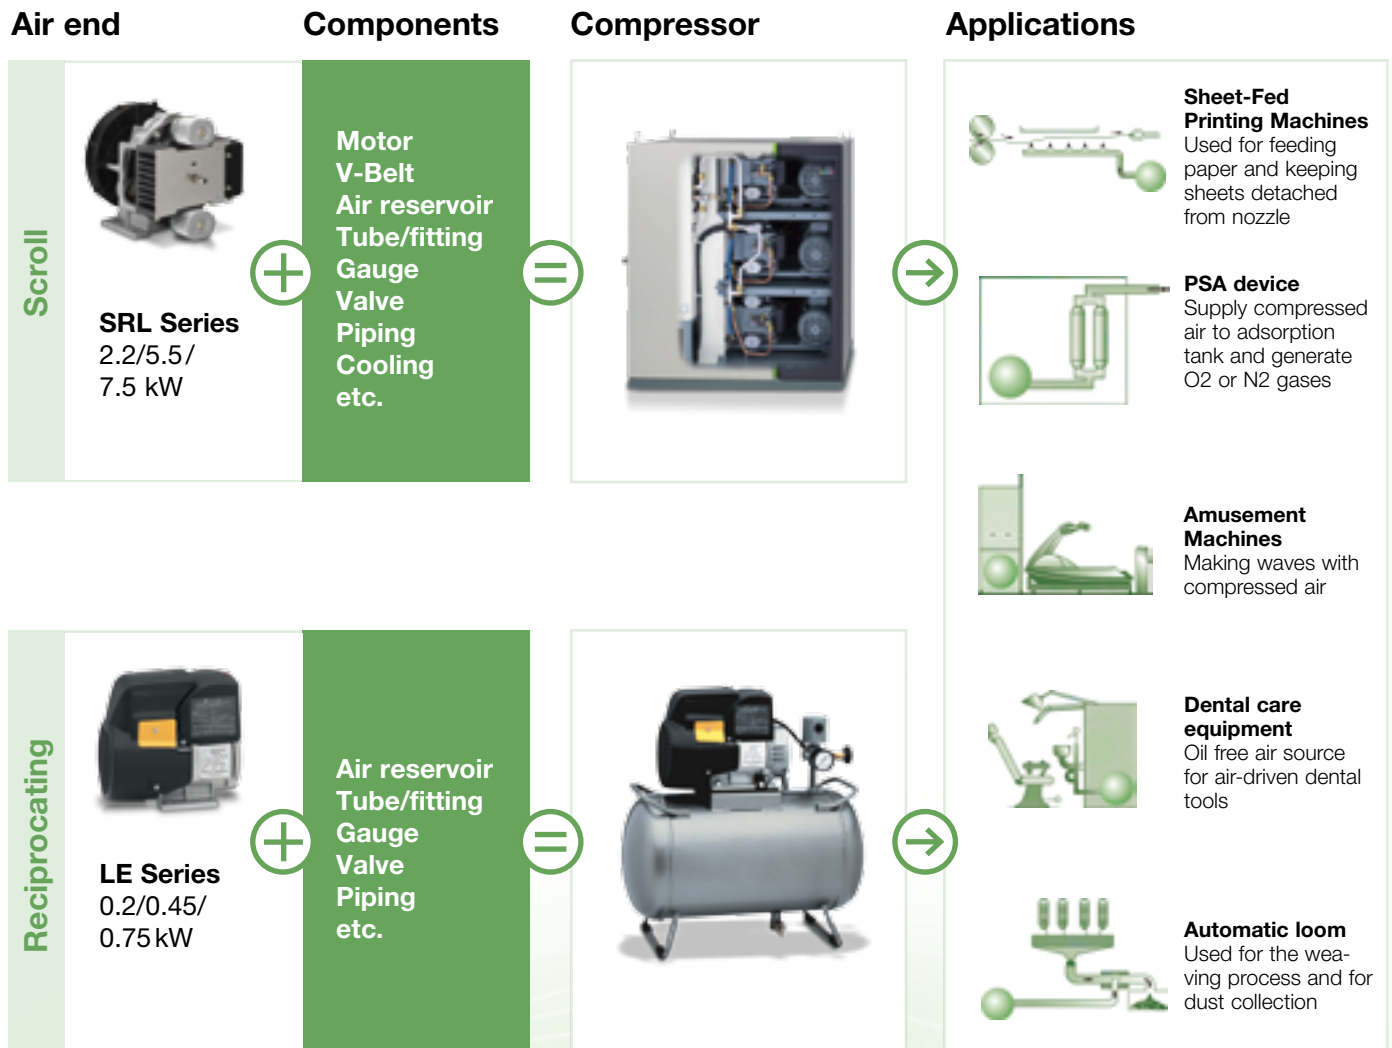 Air end
Components
Compressor
Applications
Scroll
SRL Series
2.2/5.5/
7.5 kW
Motor
V-Belt
Air reservoir
Tube/fitting
Gauge
Valve
Piping
Cooling
etc.
Sheet-Fed
Printing Machines
Used for feeding
paper and keeping
sheets detached
from nozzle
PSA device
Supply compressed
air to adsorption
tank and generate
O2 or N2 gases
Amusement
Machines
Making waves with
compressed air
Reciprocating
LE Series
0.2/0.45/
0.75 kW
Air reservoir
Tube/fitting
Gauge
Valve
Piping
etc.
Dental care
equipment
Oil free air source
for air-driven dental
tools
Automatic loom
Used for the wea-
ving process and for
dust collection